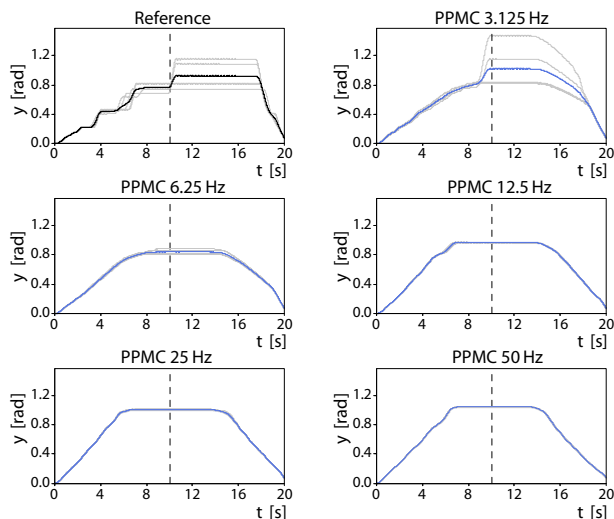 Reference
PPMC 3.125 Hz
y [rad]
1.2
0.8
0.4
0.0
0 4 8 12 16 20
t [s]
y [rad]
1.2
0.8
0.4
0.0
0 4 8 12 16 20
t [s]
PPMC 6.25 Hz
PPMC 12.5 Hz
y [rad]
1.2
0.8
0.4
0.0
0 4 8 12 16 20
t [s]
y [rad]
1.2
0.8
0.4
0.0
0 4 8 12 16 20
t [s]
PPMC 25 Hz
PPMC 50 Hz
y [rad]
1.2
0.8
0.4
0.0
0 4 8 12 16 20
t [s]
y [rad]
1.2
0.8
0.4
0.0
0 4 8 12 16 20
t [s]